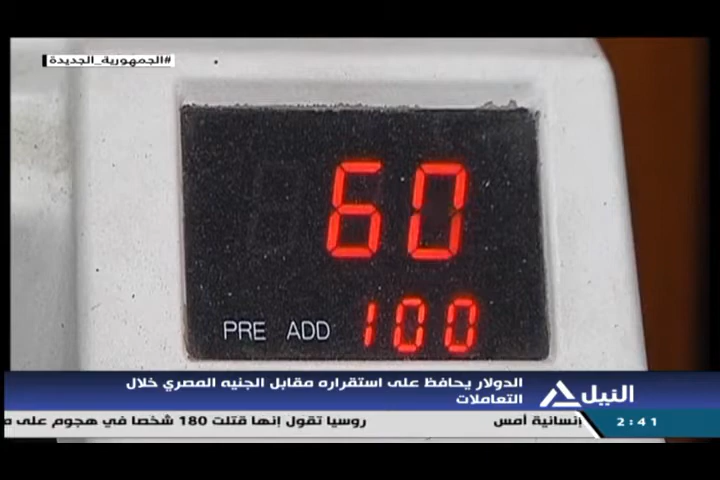 #الجمهورية_الجديدة
60
PRE ADD 100
الدولار يحافظ على استقراره مقابل الجنيه المصري خلال
التعاملات
النيل
إنسانية أمس
روسيا تقول إنها قتلت 180 شخصا في هجوم على
2:41